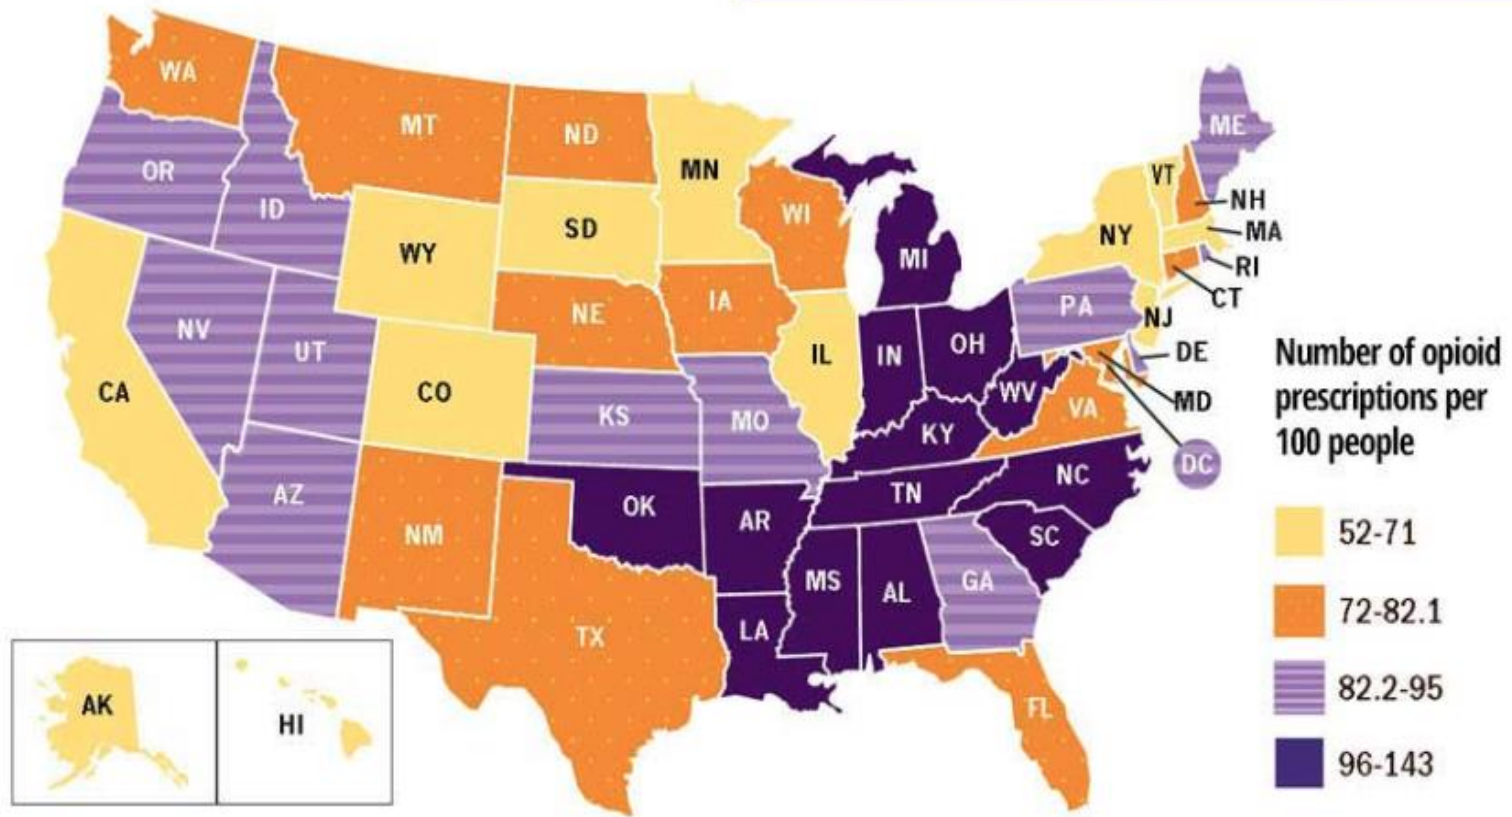 WA
MT
ND
MN
ME
OR
ID
WY
SD
WI
MI
VT
NH
NY
MA
RI
CT
NV
UT
CO
NE
IA
IL
IN
OH
PA
NJ
DE
CA
KS
MO
KY
WV
VA
MD
DC
AZ
NM
OK
AR
TN
NC
SC
TX
LA
MS
AL
GA
FL
AK
HI
Number of opioid
prescriptions per
100 people
52-71
72-82.1
82.2-95
96-143